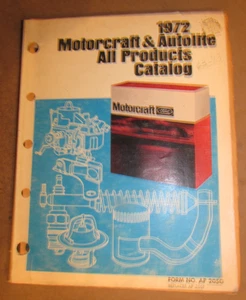 1972
Motorcraft & Autolite
All Products
Catalog
Motorcraft
FORM NO. AP 2020